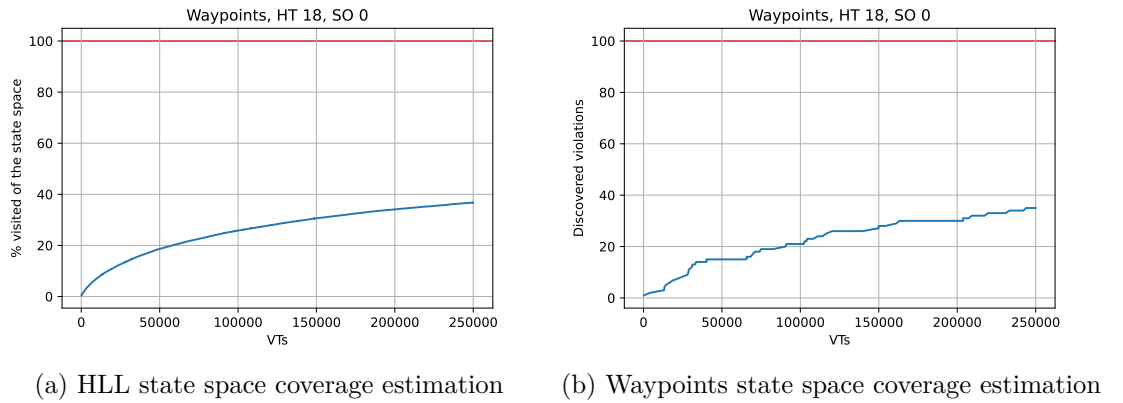 Waypoints, HT 18, SO 0
100
80
60
40
20
0
% visited of the state space
0 50000 100000 150000 200000 250000
VTs
(a) HLL state space coverage estimation
Waypoints, HT 18, SO 0
100
80
60
40
20
0
Discovered violations
0 50000 100000 150000 200000 250000
VTs
(b) Waypoints state space coverage estimation